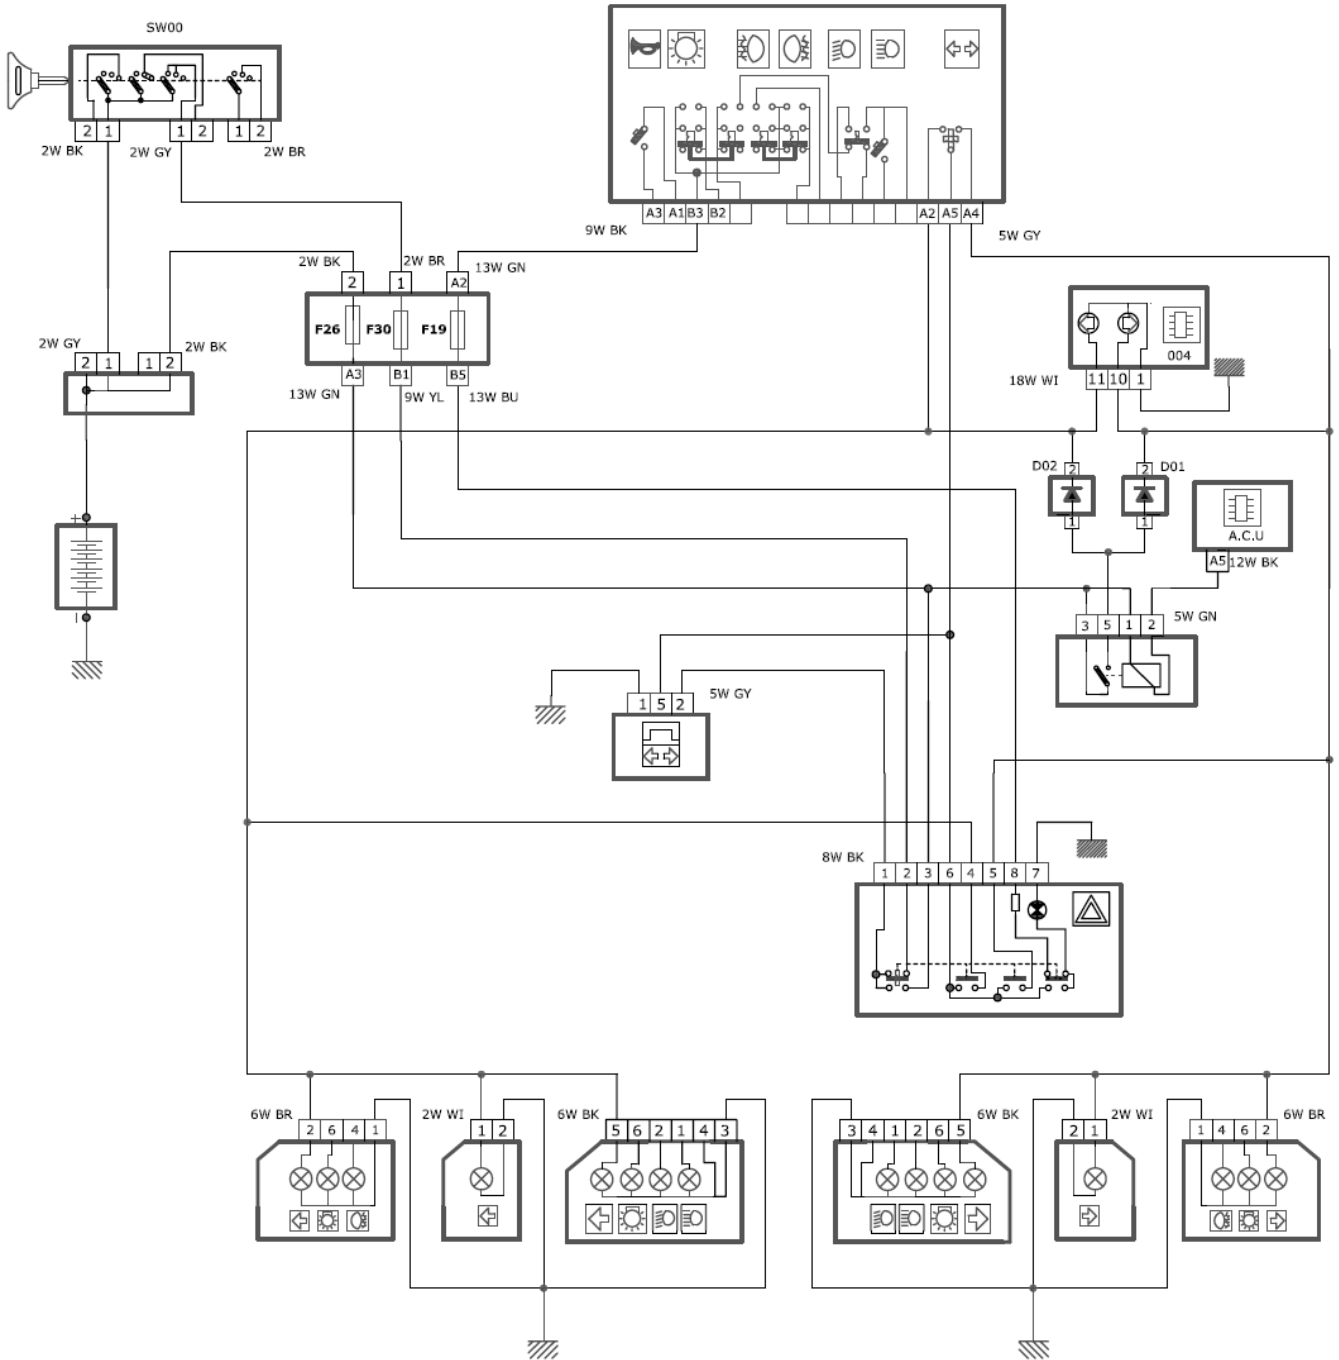 SW00
2 1
1 2
1 2
2W BK
2W GY
2W BR
A3 A1 B3 B2
A2 A5 A4
9W BK
5W GY
2W BK
2W BR
13W GN
2 1 A2
F26 F30 F19
A3 B1 B5
13W GN
9W YL
13W BU
2W GY
2W BK
2 1
1 2
+
−
004
18W WI
11 10 1
D02
2
2
D01
1
1
A.C.U
A5
12W BK
5W GN
3 5 1 2
5W GY
1 5 2
8W BK
1 2 3 6 4 5 8 7
6W BR
2 6 4 1
2W WI
1 2
6W BK
5 6 2 1 4 3
3 4 1 2 6 5
6W BK
2 1
2W WI
1 4 6 2
6W BR